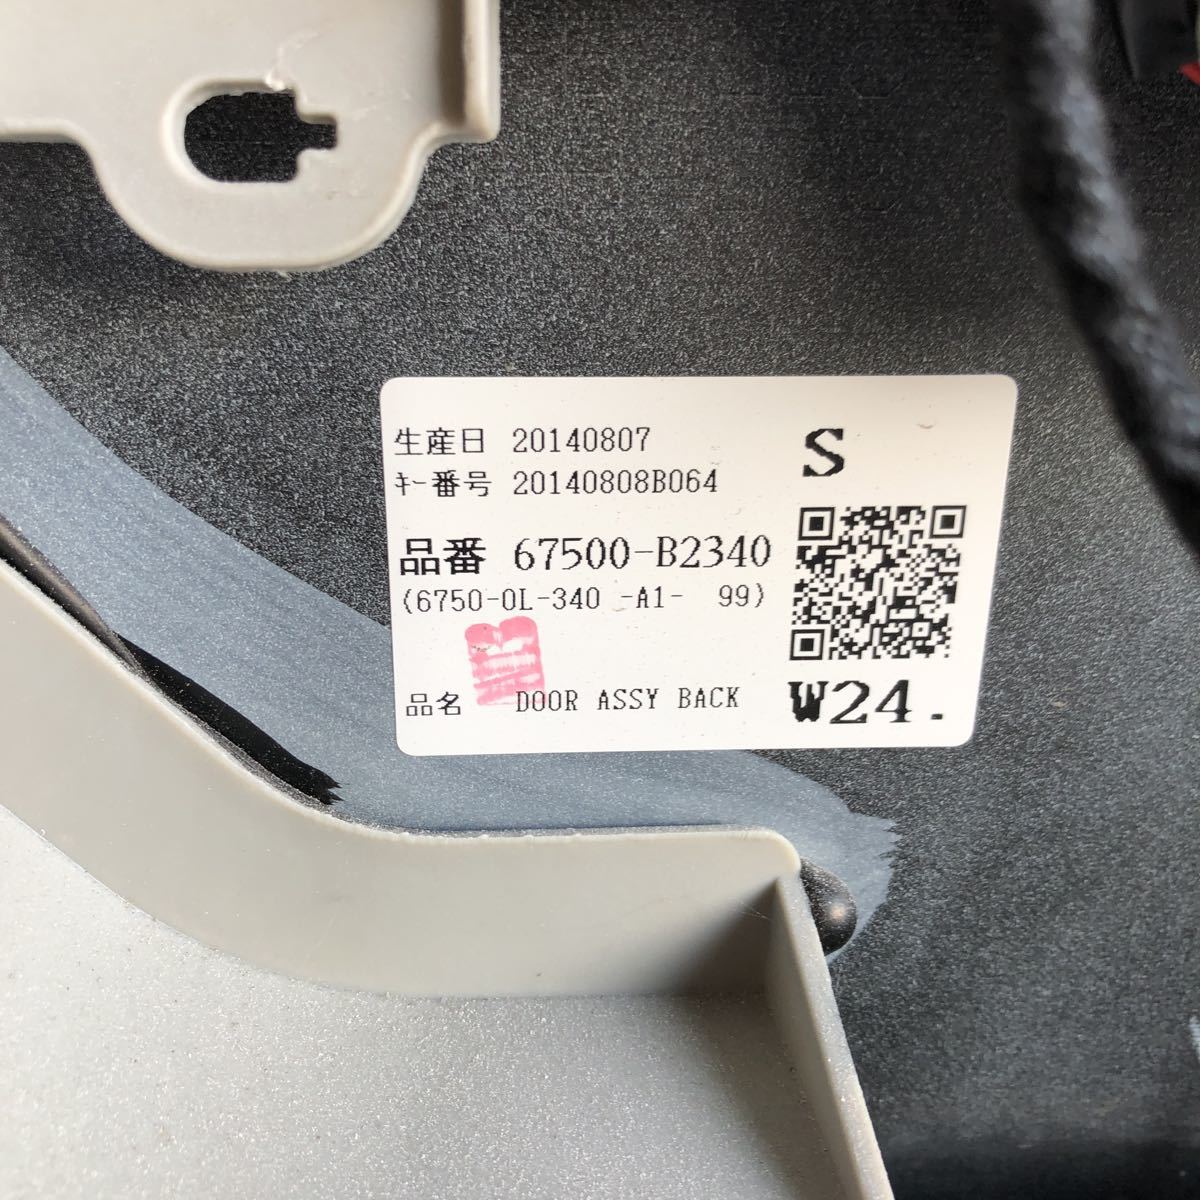 生産日 20140807
ｷｰ番号 20140808B064
S
品番 67500-B2340
(6750-0L-340 -A1- 99)
品名 DOOR ASSY BACK
W24.